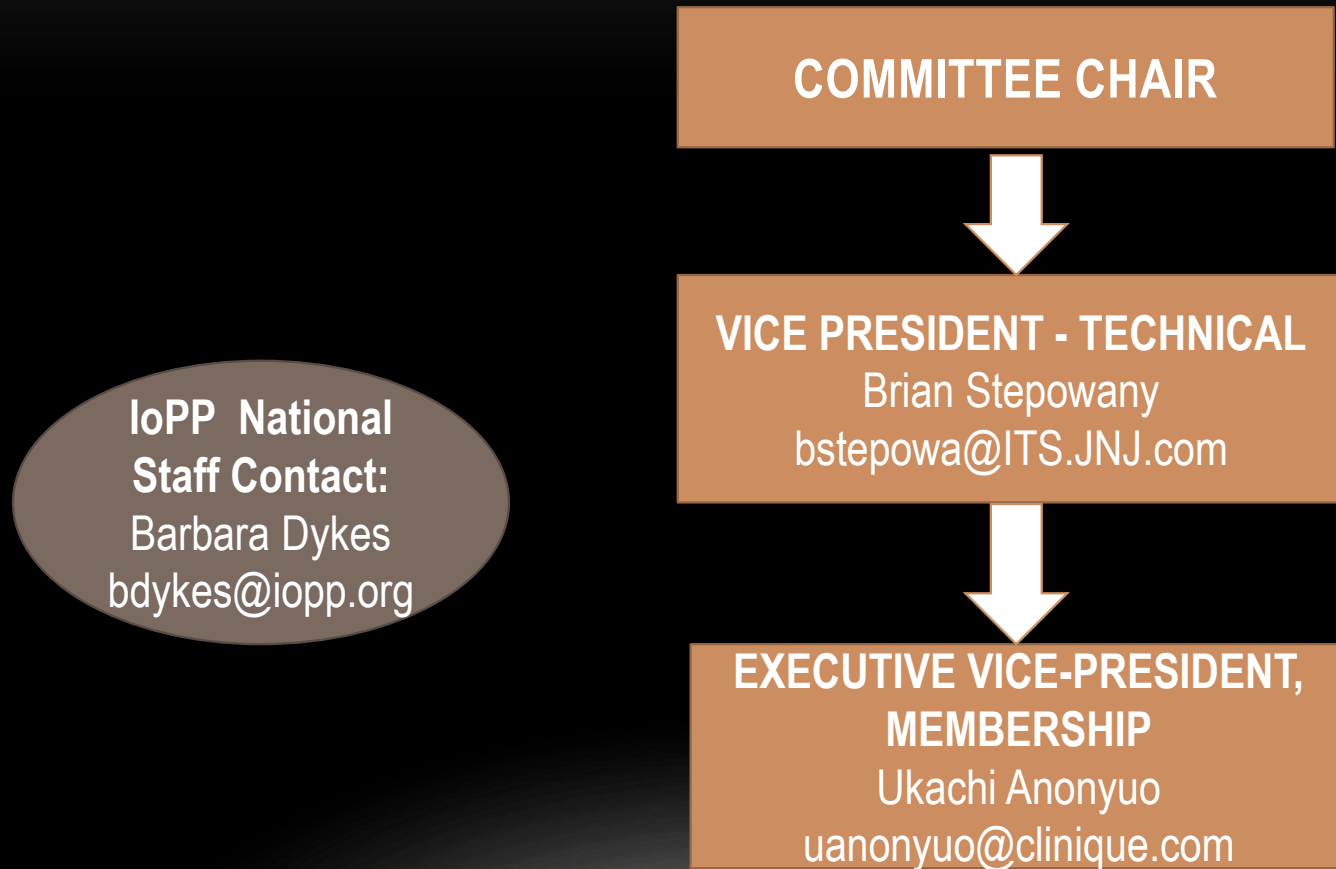 COMMITTEE CHAIR
VICE PRESIDENT - TECHNICAL
Brian Stepowany
bstepowa@ITS.JNJ.com
IoPP  National
Staff Contact:
Barbara Dykes
bdykes@iopp.org
EXECUTIVE VICE-PRESIDENT,
MEMBERSHIP
Ukachi Anonyuo
uanonyuo@clinique.com